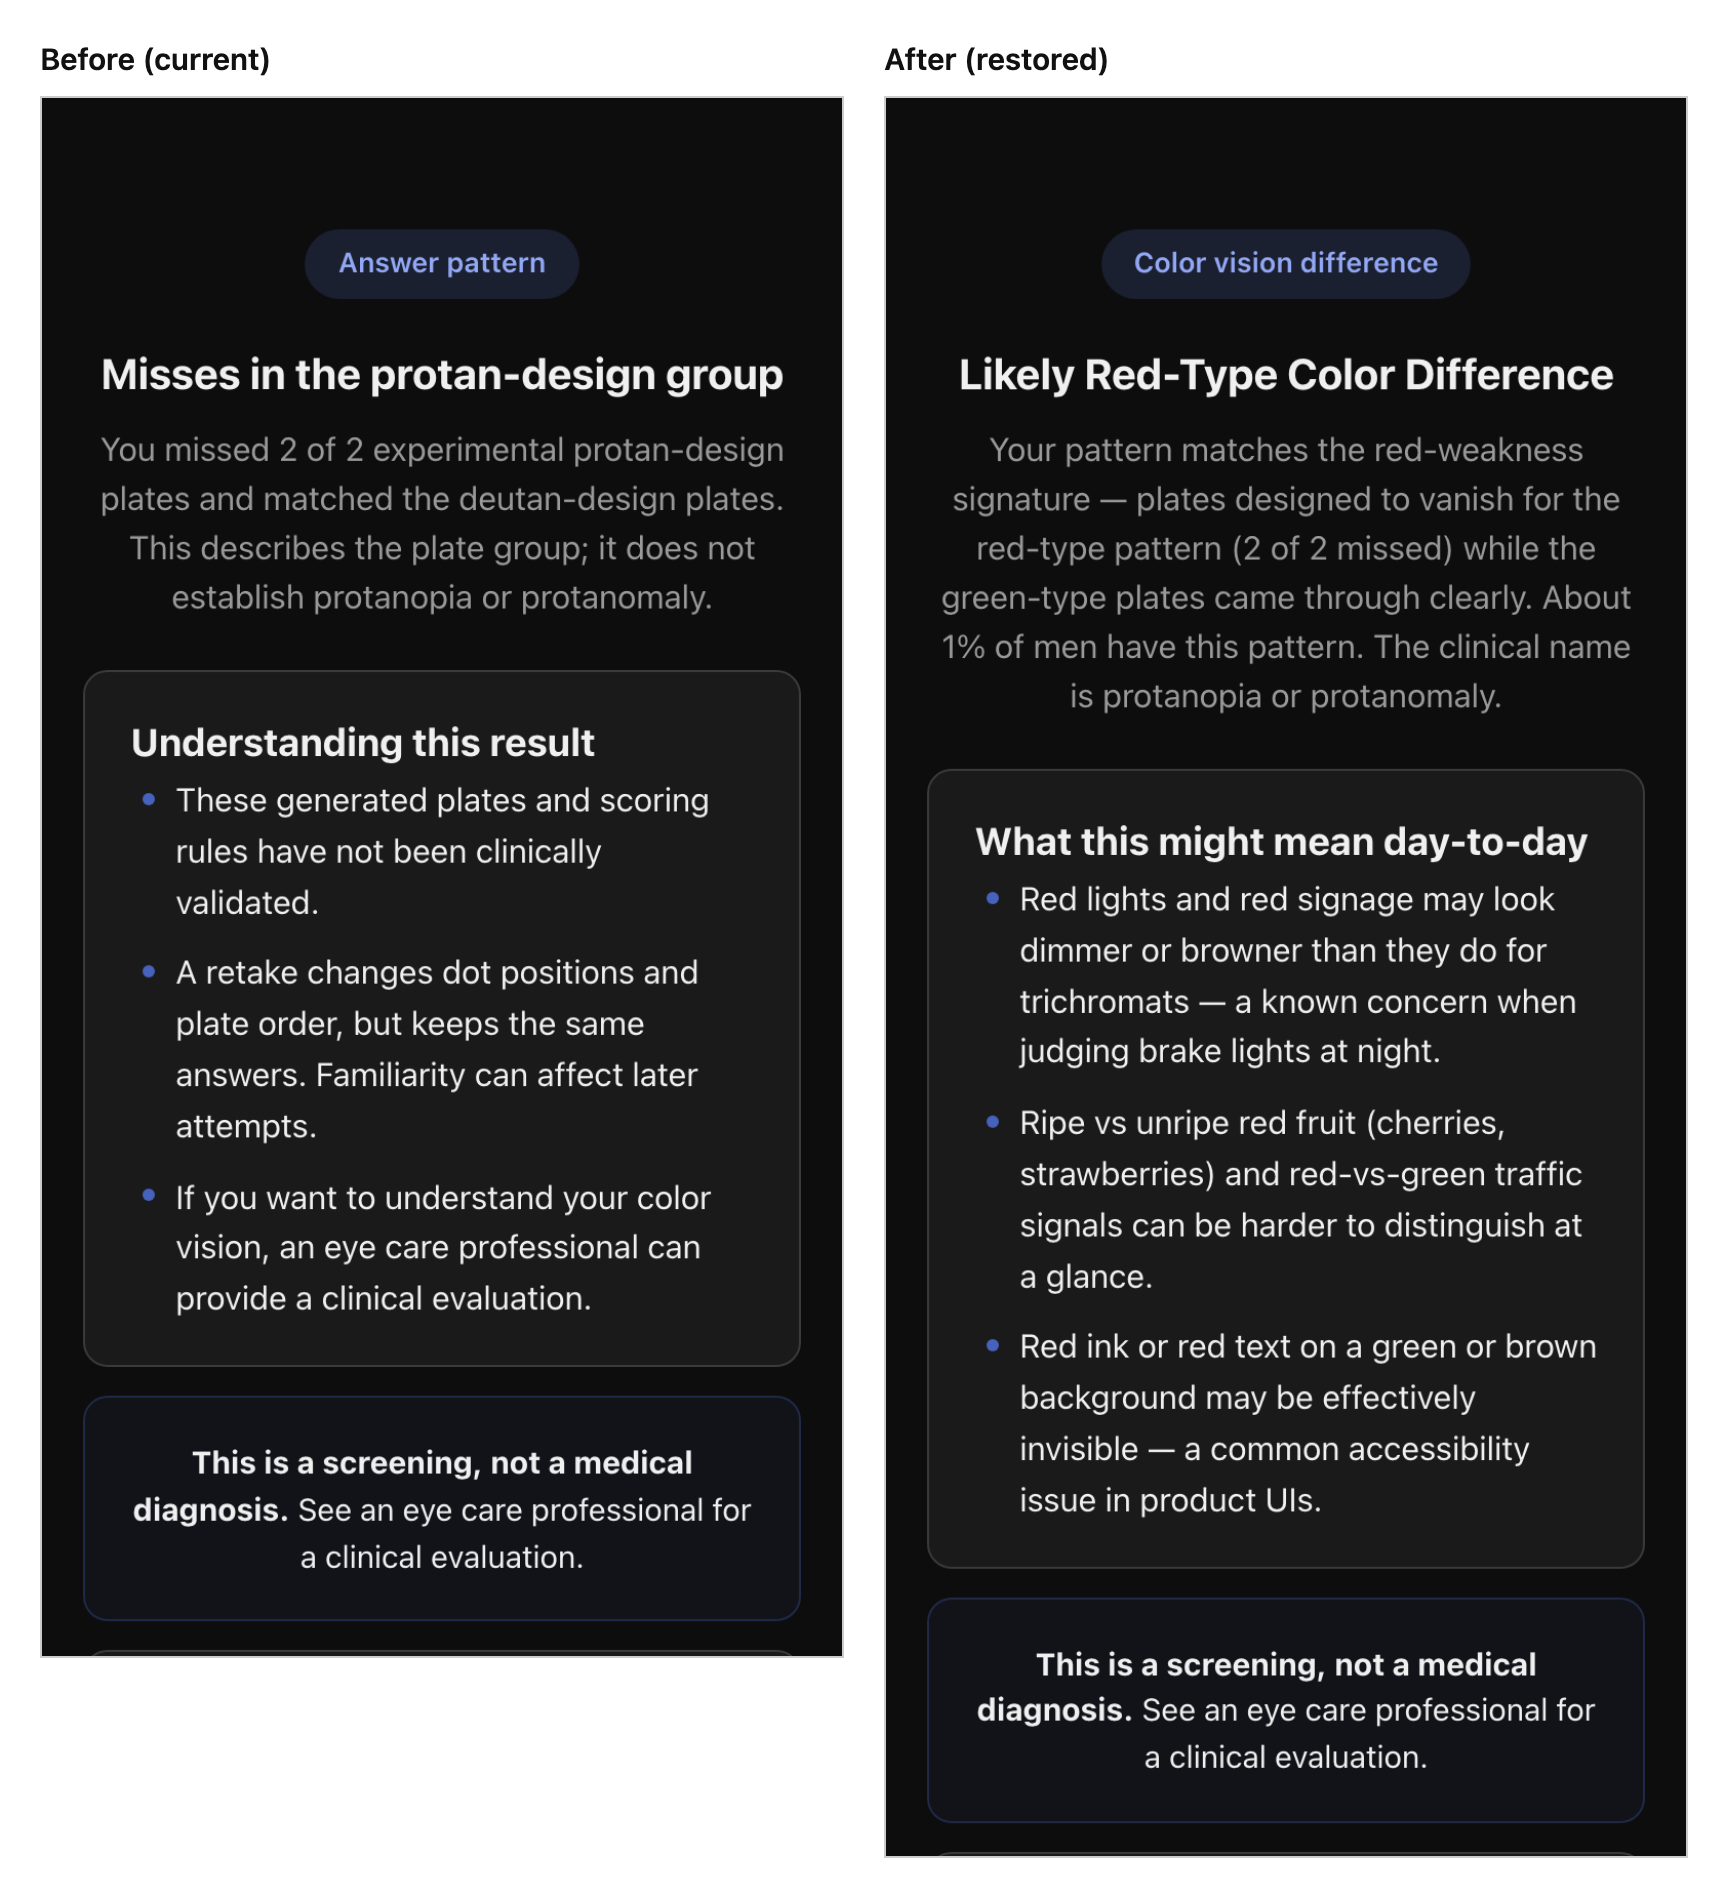 Before (current)
Answer pattern
Misses in the protan-design group
You missed 2 of 2 experimental protan-design
plates and matched the deutan-design plates.
This describes the plate group; it does not
establish protanopia or protanomaly.
Understanding this result
These generated plates and scoring
rules have not been clinically
validated.
A retake changes dot positions and
plate order, but keeps the same
answers. Familiarity can affect later
attempts.
If you want to understand your color
vision, an eye care professional can
provide a clinical evaluation.
This is a screening, not a medical
diagnosis. See an eye care professional for
a clinical evaluation.
After (restored)
Color vision difference
Likely Red-Type Color Difference
Your pattern matches the red-weakness
signature — plates designed to vanish for the
red-type pattern (2 of 2 missed) while the
green-type plates came through clearly. About
1% of men have this pattern. The clinical name
is protanopia or protanomaly.
What this might mean day-to-day
Red lights and red signage may look
dimmer or browner than they do for
trichromats — a known concern when
judging brake lights at night.
Ripe vs unripe red fruit (cherries,
strawberries) and red-vs-green traffic
signals can be harder to distinguish at
a glance.
Red ink or red text on a green or brown
background may be effectively
invisible — a common accessibility
issue in product UIs.
This is a screening, not a medical
diagnosis. See an eye care professional for
a clinical evaluation.